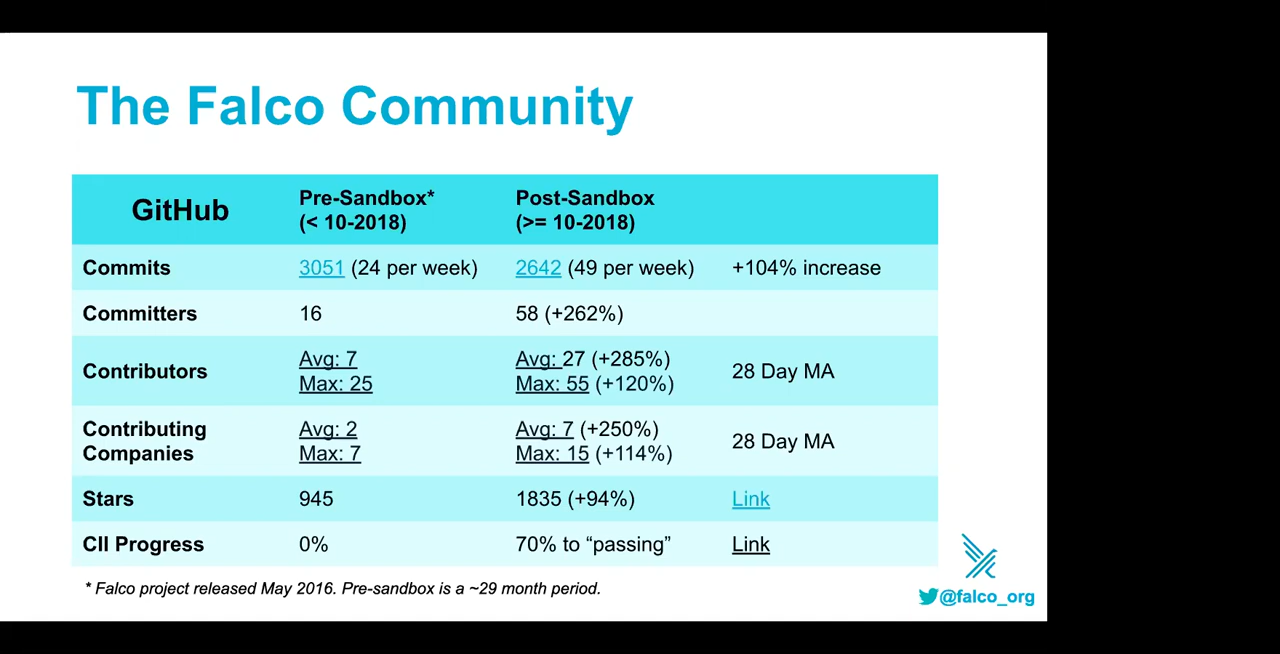 The Falco Community
GitHub
Pre-Sandbox*
(< 10-2018)
Post-Sandbox
(>= 10-2018)
Commits
3051 (24 per week)
2642 (49 per week)
+104% increase
Committers
16
58 (+262%)
Contributors
Avg: 7
Max: 25
Avg: 27 (+285%)
Max: 55 (+120%)
28 Day MA
Contributing
Companies
Avg: 2
Max: 7
Avg: 7 (+250%)
Max: 15 (+114%)
28 Day MA
Stars
945
1835 (+94%)
Link
CII Progress
0%
70% to “passing”
Link
* Falco project released May 2016. Pre-sandbox is a ~29 month period.
@falco_org